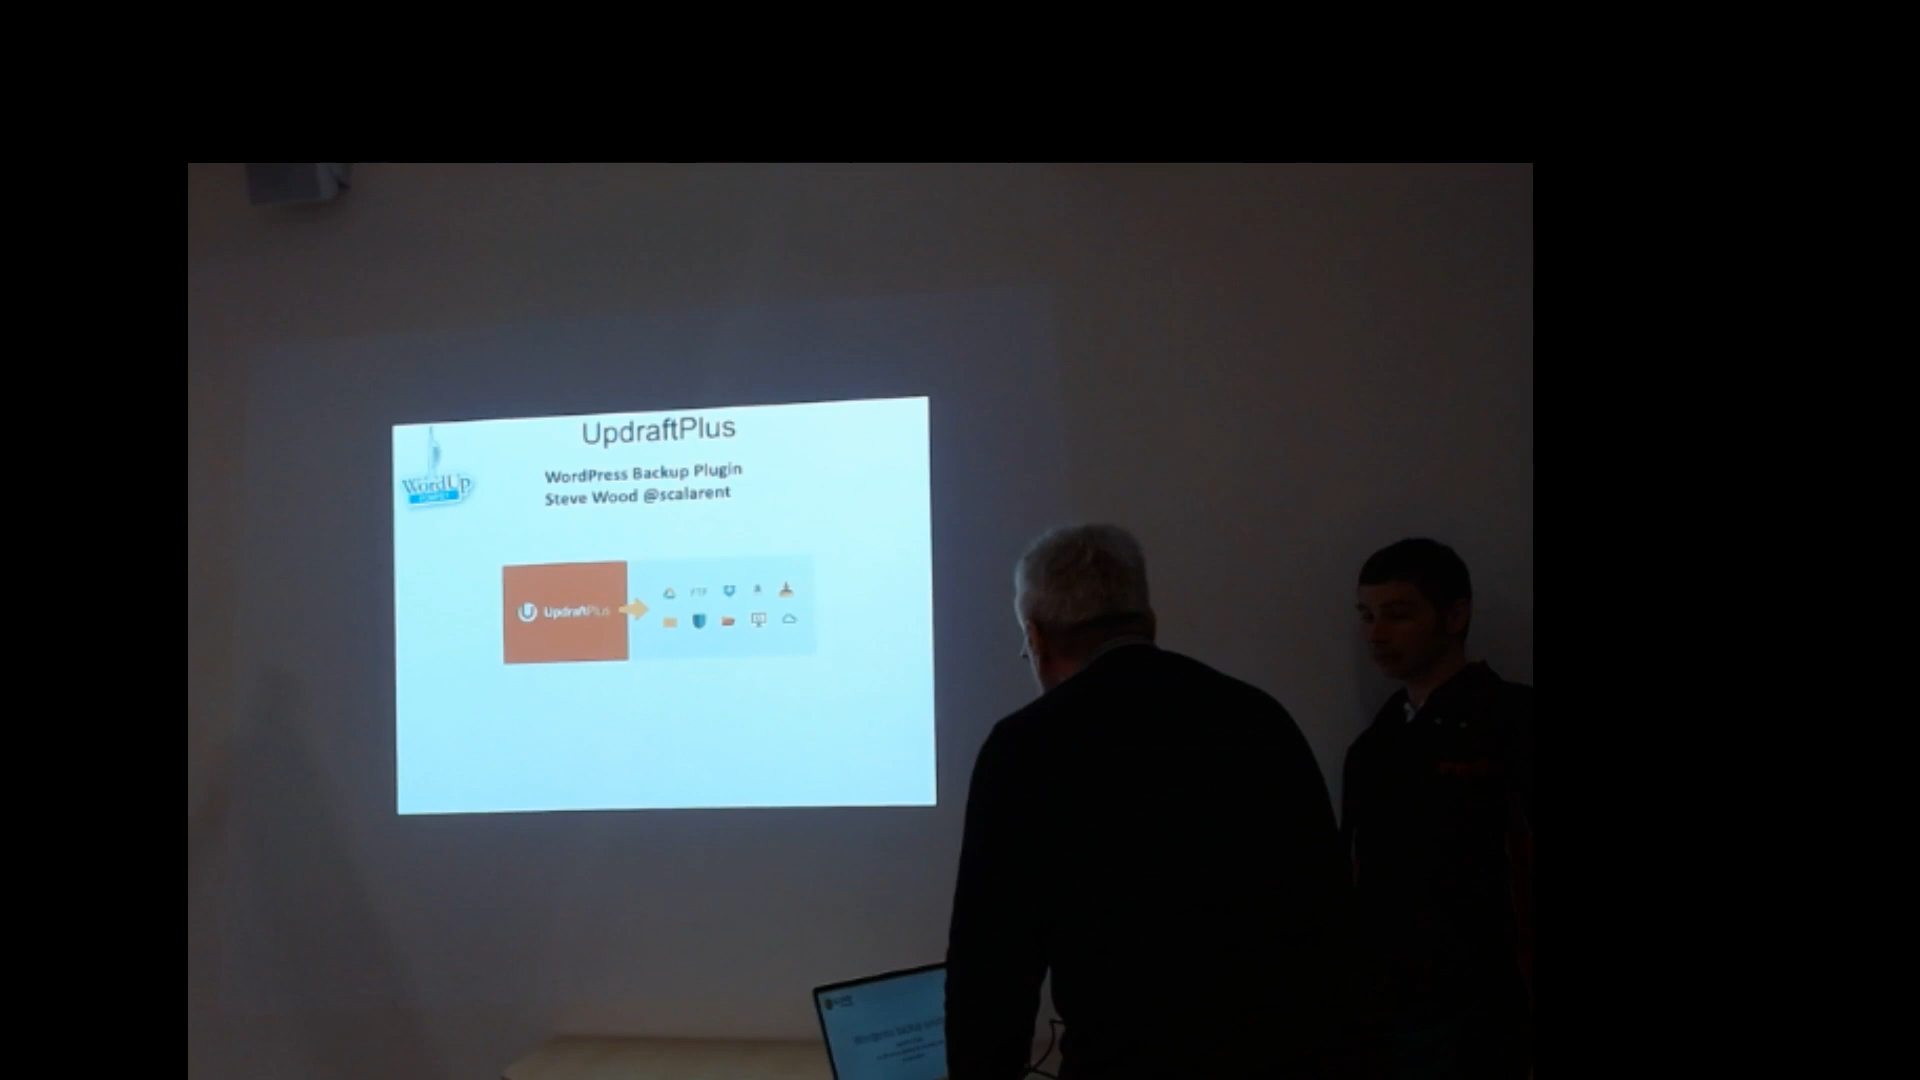 UpdraftPlus
WordPress Backup Plugin
Steve Wood @scalarent
WordUp
UpdraftPlus
FTP